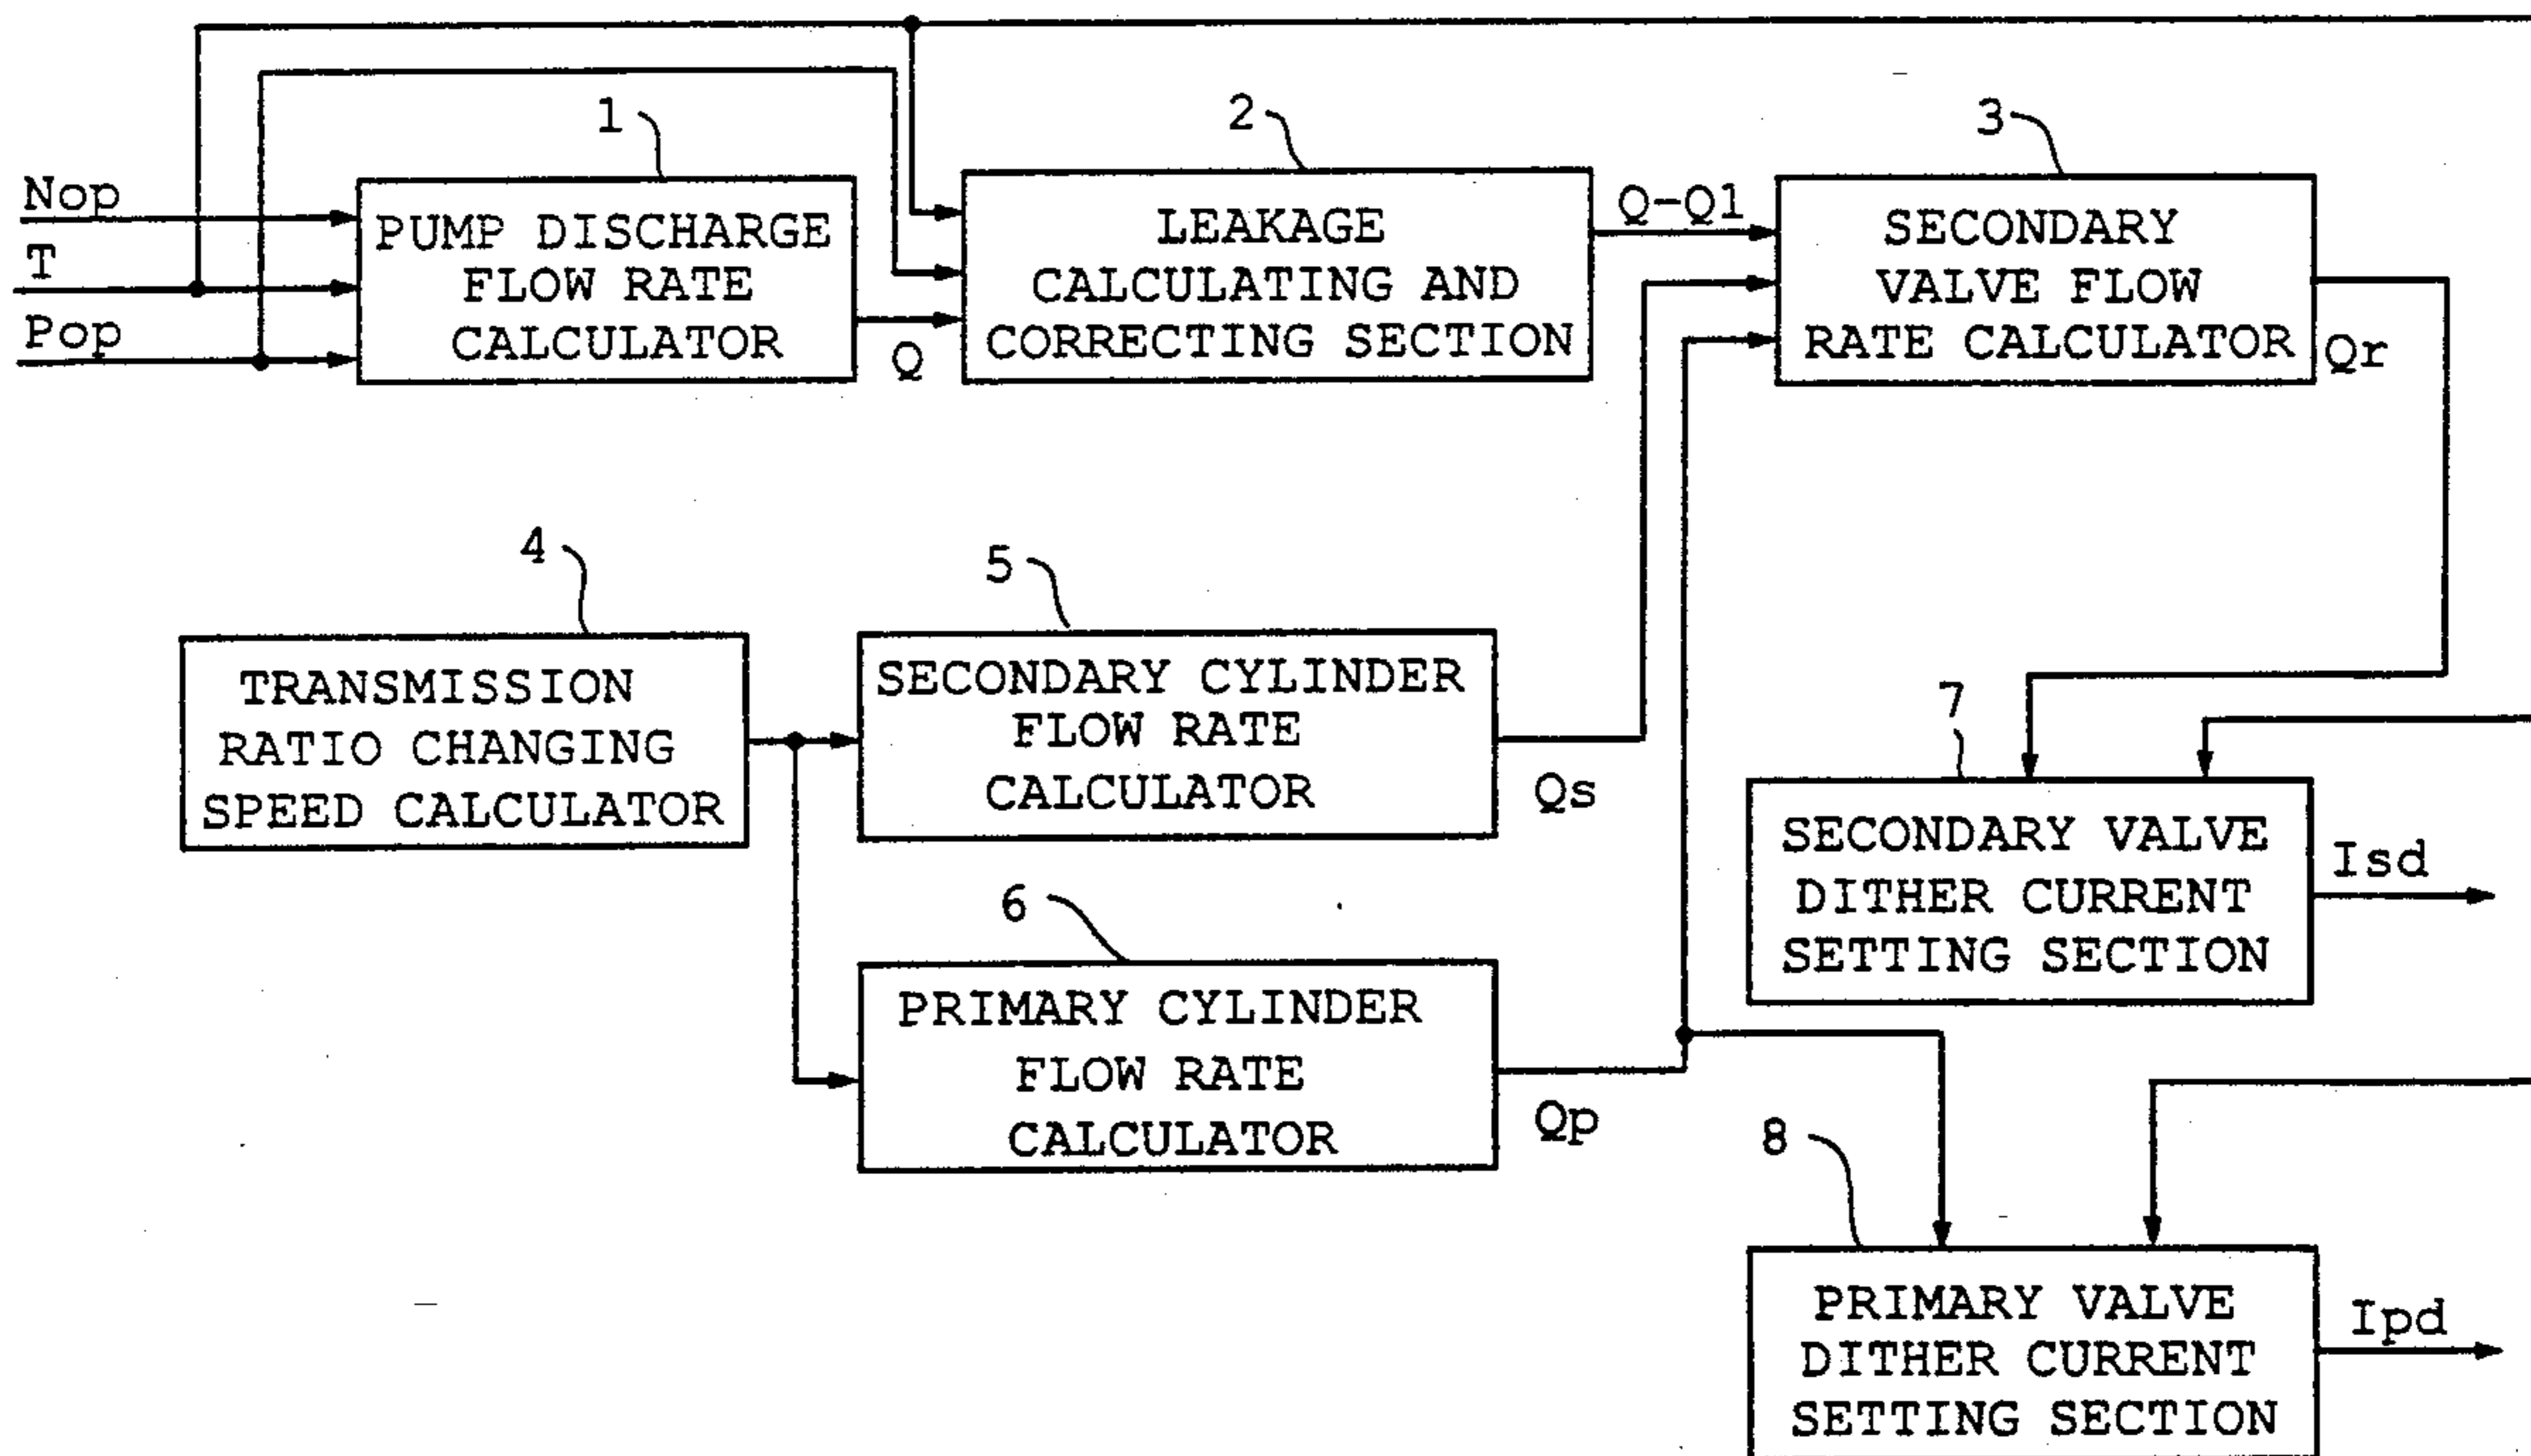 1
2
3
Nop
T
Pop
PUMP DISCHARGE
FLOW RATE
CALCULATOR
Q
LEAKAGE
CALCULATING AND
CORRECTING SECTION
Q-Q1
SECONDARY
VALVE FLOW
RATE CALCULATOR
Qr
4
5
TRANSMISSION
RATIO CHANGING
SPEED CALCULATOR
SECONDARY CYLINDER
FLOW RATE
CALCULATOR
Qs
7
SECONDARY VALVE
DITHER CURRENT
SETTING SECTION
Isd
6
PRIMARY CYLINDER
FLOW RATE
CALCULATOR
Qp
8
PRIMARY VALVE
DITHER CURRENT
SETTING SECTION
Ipd